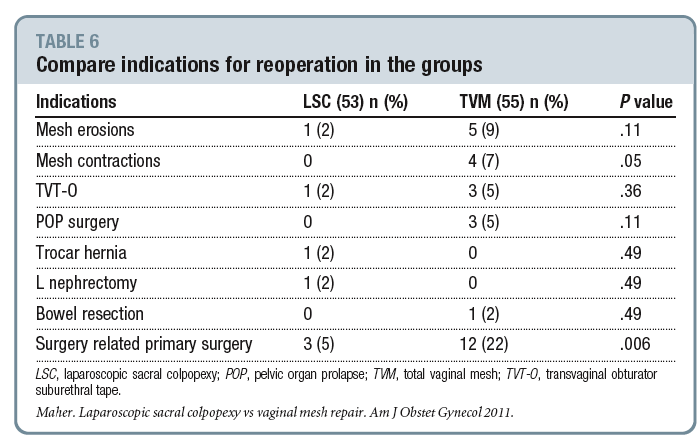 TABLE 6
Compare indications for reoperation in the groups
Indications LSC (53) n (%) TVM (55) n (%) P value
Mesh erosions 1 (2) 5 (9) .11
Mesh contractions 0 4 (7) .05
TVT-O 1 (2) 3 (5) .36
POP surgery 0 3 (5) .11
Trocar hernia 1 (2) 0 .49
L nephrectomy 1 (2) 0 .49
Bowel resection 0 1 (2) .49
Surgery related primary surgery 3 (5) 12 (22) .006
LSC, laparoscopic sacral colpopexy; POP, pelvic organ prolapse; TVM, total vaginal mesh; TVT-O, transvaginal obturator
suburethral tape.
Maher. Laparoscopic sacral colpopexy vs vaginal mesh repair. Am J Obstet Gynecol 2011.